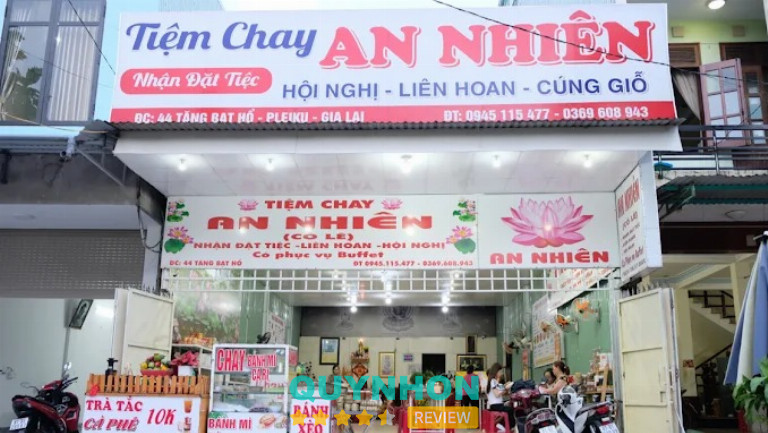 Tiệm Chay AN NHIÊN
Nhận Đặt Tiệc
HỘI NGHỊ - LIÊN HOAN - CÚNG GIỖ
ĐC: 44 TĂNG BẠT HỔ - PLEIKU - GIA LAI
ĐT: 0945 115 477 - 0369 608 943
TIỆM CHAY
AN NHIÊN
(CÔ LÊ)
NHẬN ĐẶT TIỆC -LIÊN HOAN -HỘI NGHỊ
Có phục vụ Buffet
ĐC: 44 TĂNG BẠT HỔ
ĐT 0945.115.477 - 0369.608.943
AN NHIÊN
AN NHIÊN
CHAY
BÁNH MÌ
CÀ RI
BÁNH MÌ
TRÀ TẮC
CÀ PHÊ
10K
BÁNH
XÈO
QUYNHON
REVIEW